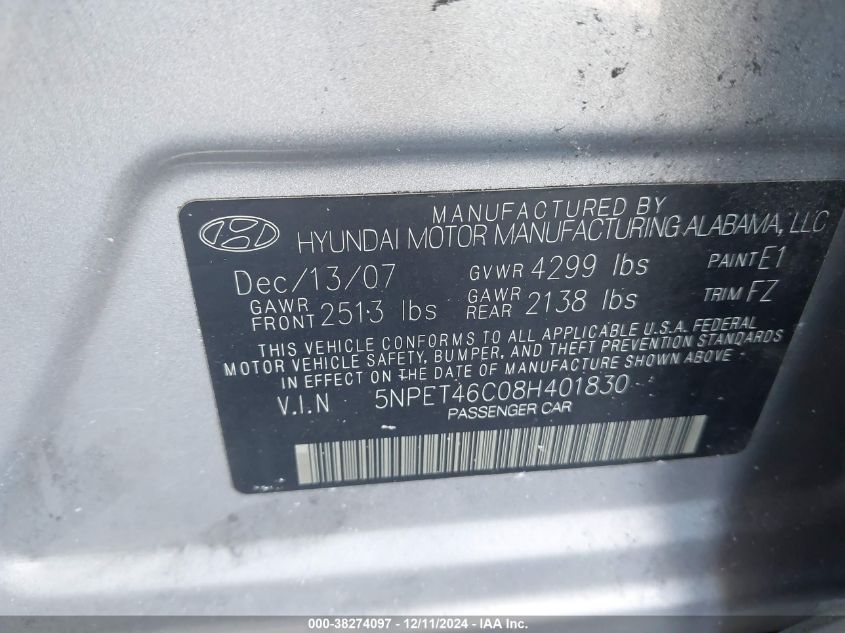 MANUFACTURED BY
HYUNDAI MOTOR MANUFACTURING ALABAMA, LLC
Dec/13/07 GVWR 4299 lbs PAINT E1
GAWR FRONT 2513 lbs GAWR REAR 2138 lbs TRIM FZ
THIS VEHICLE CONFORMS TO ALL APPLICABLE U.S.A. FEDERAL
MOTOR VEHICLE SAFETY, BUMPER, AND THEFT PREVENTION STANDARDS
IN EFFECT ON THE DATE OF MANUFACTURE SHOWN ABOVE
V.I.N 5NPET46C08H401830
PASSENGER CAR
000-38274097 - 12/11/2024 - IAA Inc.